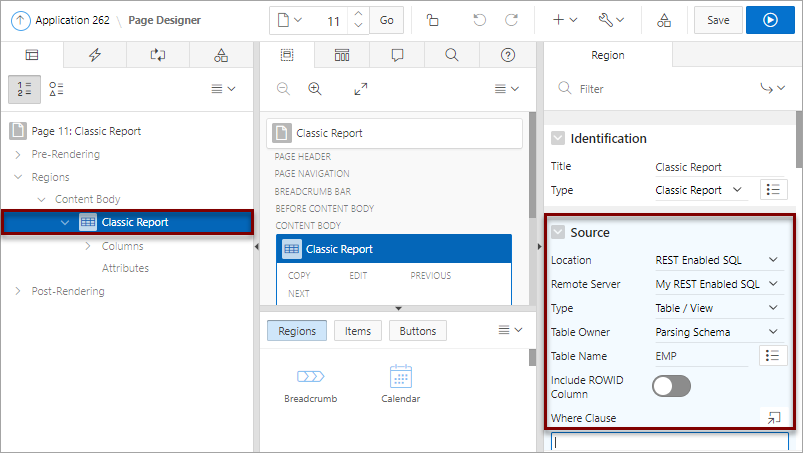 Application 262 \ Page Designer
11
Go
Save
Page 11: Classic Report
Pre-Rendering
Regions
Content Body
Classic Report
Columns
Attributes
Post-Rendering
Classic Report
PAGE HEADER
PAGE NAVIGATION
BREADCRUMB BAR
BEFORE CONTENT BODY
CONTENT BODY
Classic Report
COPY EDIT PREVIOUS
NEXT
Regions Items Buttons
Breadcrumb Calendar
Region
Filter
Identification
Title Classic Report
Type Classic Report
Source
Location REST Enabled SQL
Remote Server My REST Enabled SQL
Type Table / View
Table Owner Parsing Schema
Table Name EMP
Include ROWID
Column
Where Clause